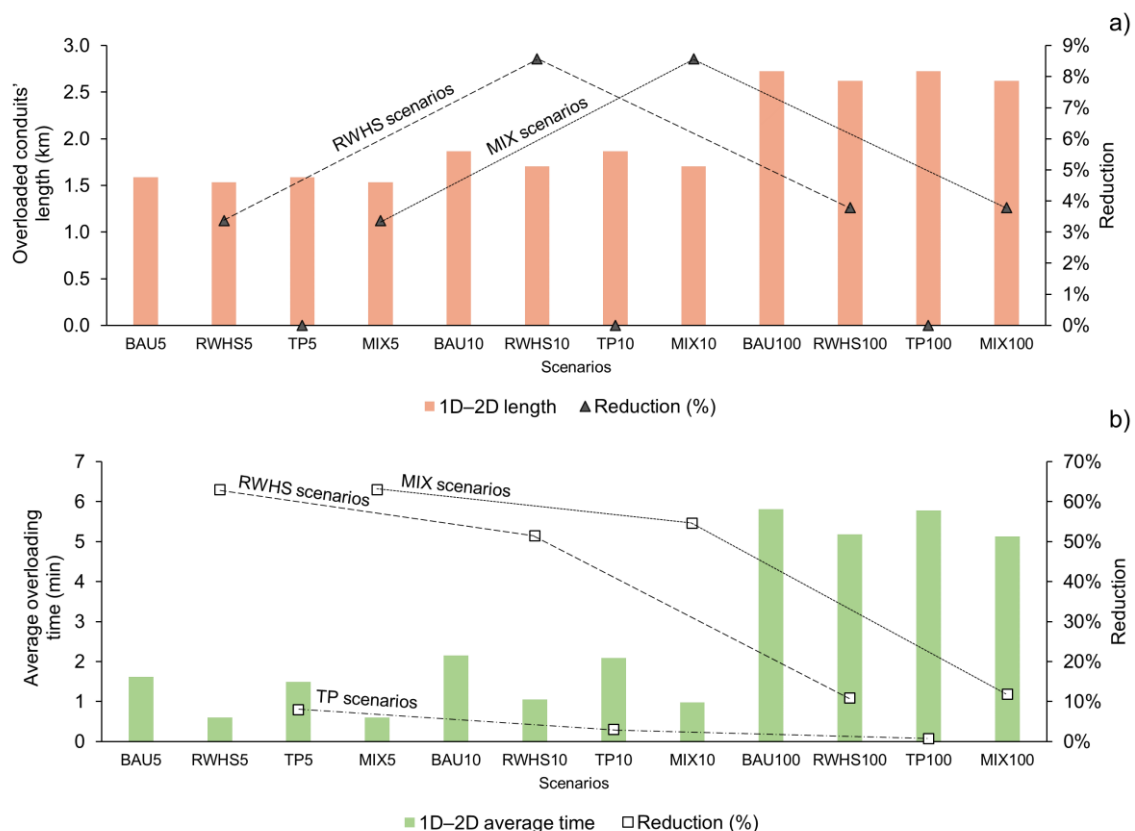 a)
Overloaded conduits'
length (km)
3.0
2.5
2.0
1.5
1.0
0.5
0.0
RWHS scenarios
MIX scenarios
9%
8%
7%
6%
5%
4%
3%
2%
1%
0%
Reduction
BAU5 RWHS5 TP5 MIX5 BAU10 RWHS10 TP10 MIX10 BAU100 RWHS100 TP100 MIX100
Scenarios
1D–2D length Reduction (%)
b)
Average overloading
time (min)
7
6
5
4
3
2
1
0
RWHS scenarios
MIX scenarios
TP scenarios
70%
60%
50%
40%
30%
20%
10%
0%
Reduction
BAU5 RWHS5 TP5 MIX5 BAU10 RWHS10 TP10 MIX10 BAU100 RWHS100 TP100 MIX100
Scenarios
1D–2D average time Reduction (%)